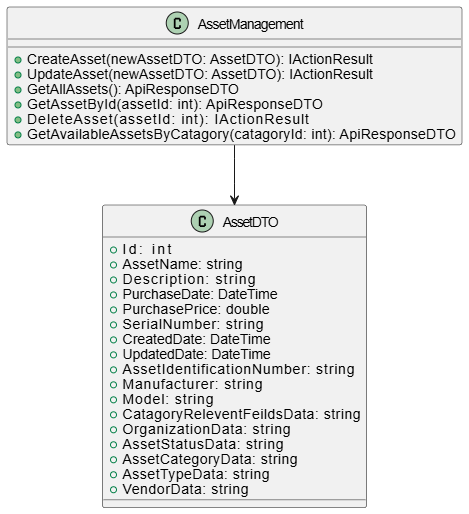 C AssetManagement
CreateAsset(newAssetDTO: AssetDTO): IActionResult
UpdateAsset(newAssetDTO: AssetDTO): IActionResult
GetAllAssets(): ApiResponseDTO
GetAssetById(assetId: int): ApiResponseDTO
DeleteAsset(assetId: int): IActionResult
GetAvailableAssetsByCatagory(catagoryId: int): ApiResponseDTO
C AssetDTO
Id: int
AssetName: string
Description: string
PurchaseDate: DateTime
PurchasePrice: double
SerialNumber: string
CreatedDate: DateTime
UpdatedDate: DateTime
AssetIdentificationNumber: string
Manufacturer: string
Model: string
CatagoryReleventFeildsData: string
OrganizationData: string
AssetStatusData: string
AssetCategoryData: string
AssetTypeData: string
VendorData: string